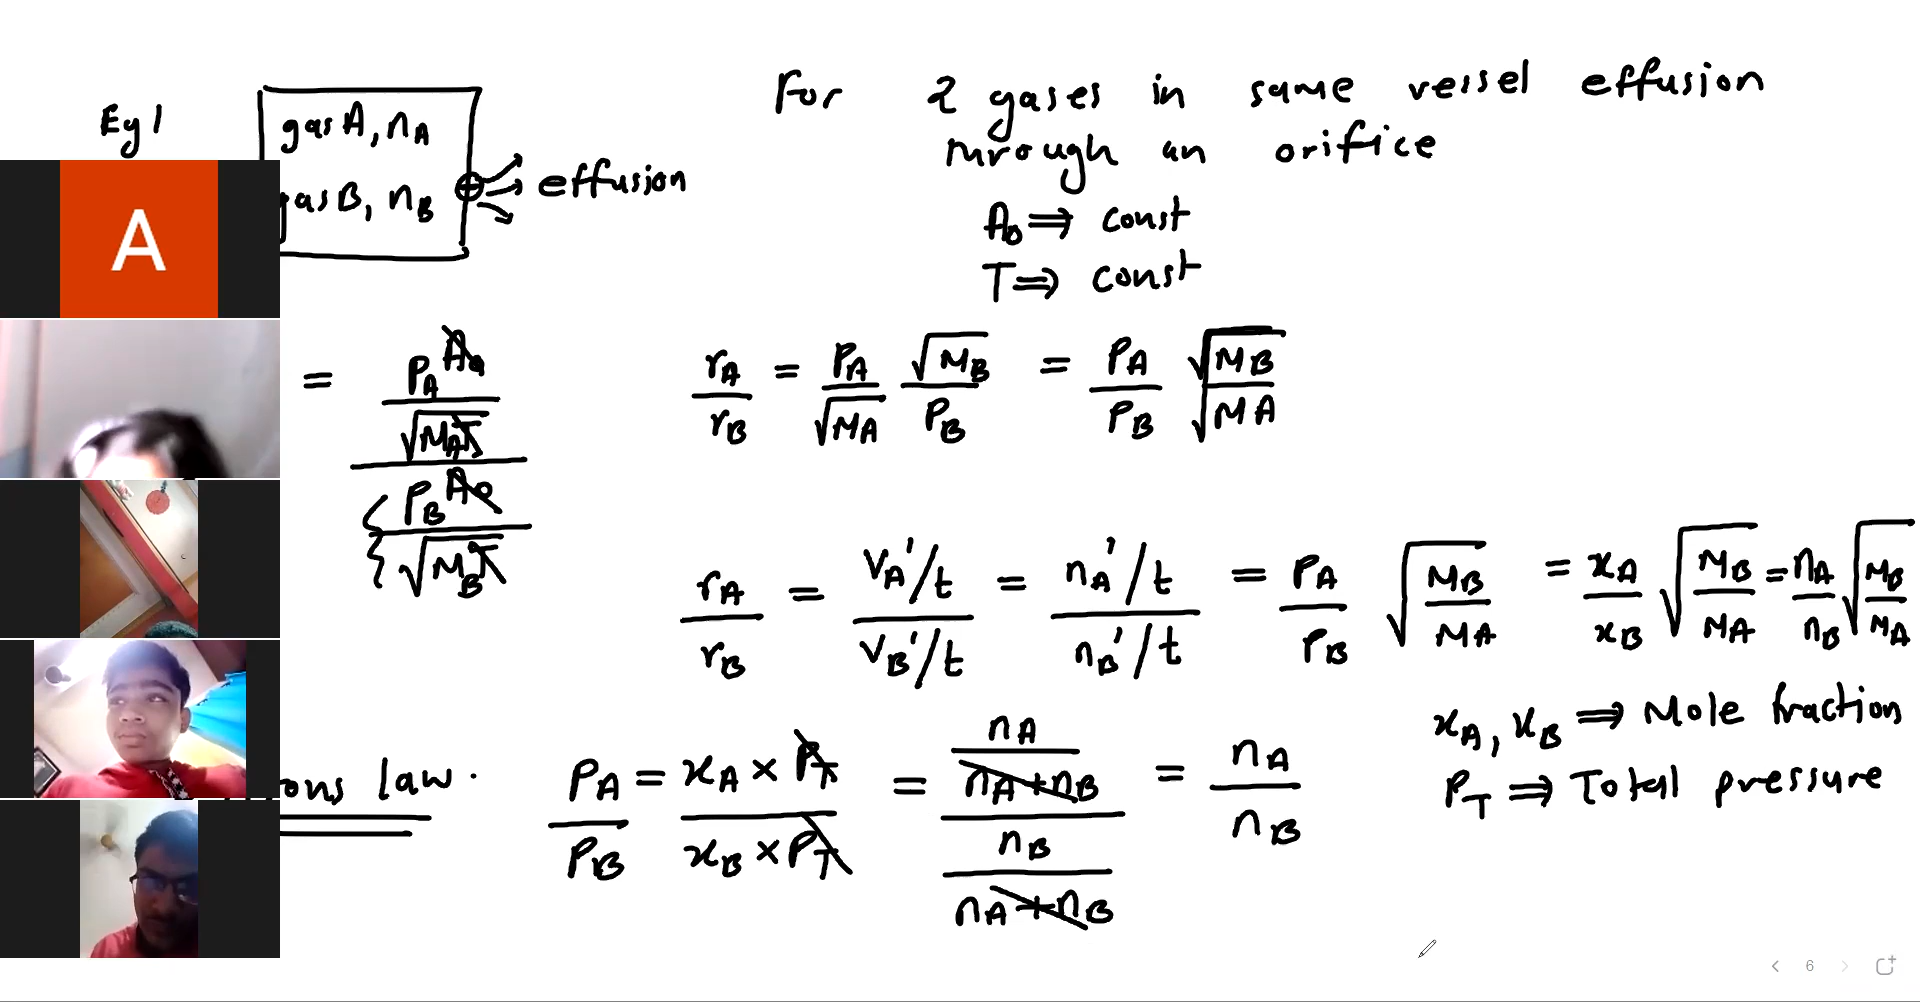 Eg 1
gas A, nA
gas B, nB
effusion
For 2 gases in same vessel effusion
through an orifice
A₀ ⇒ const
T ⇒ const
A
= (PA A₀ / √(MA T)) / (PB A₀ / √(MB T))
rA/rB = PA/√MA √MB/PB = PA/PB √(MB/MA)
rA/rB = (VA'/t)/(VB'/t) = (nA'/t)/(nB'/t) = PA/PB √(MB/MA) = xA/xB √(MB/MA) = nA/nB √(MB/MA)
xA, xB ⇒ Mole fraction
PT ⇒ Total pressure
ons law.
PA/PB = (xA × PT)/(xB × PT) = (nA/(nA+nB))/(nB/(nA+nB)) = nA/nB
6